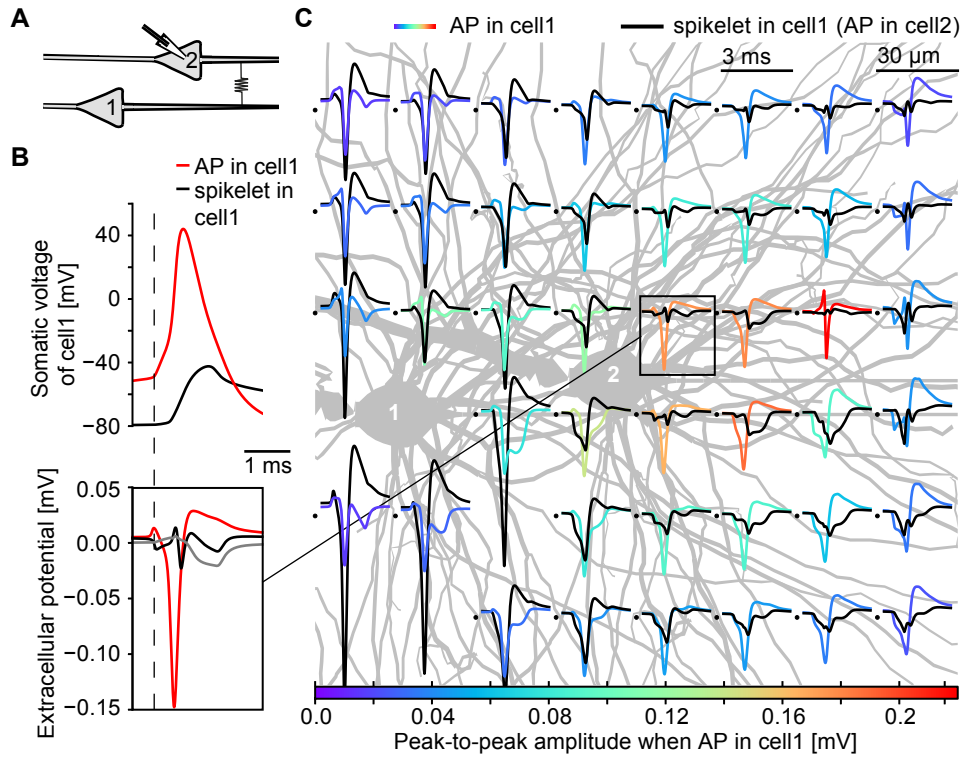 A
2
1
B
AP in cell1
spikelet in
cell1
Somatic voltage
of cell1 [mV]
40
0
−40
−80
1 ms
Extracellular potential [mV]
0.05
0.00
−0.05
−0.10
−0.15
C
AP in cell1
spikelet in cell1 (AP in cell2)
3 ms
30 µm
1
2
0.0
0.04
0.08
0.12
0.16
0.2
Peak-to-peak amplitude when AP in cell1 [mV]